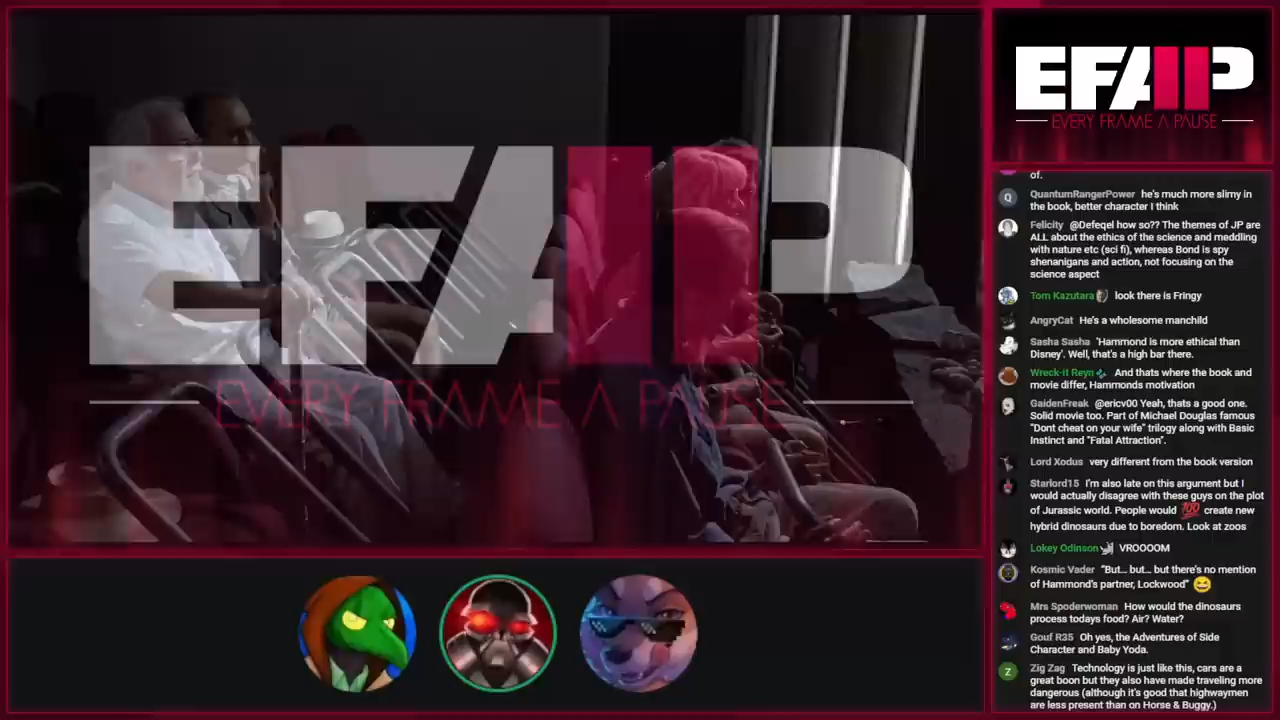 EFAP
EVERY FRAME A PAUSE
EFAP
EVERY FRAME A PAUSE
of.
QuantumRangerPower he's much more slimy in
the book, better character I think
Felicity @Defeqel how so?? The themes of JP are
ALL about the ethics of the science and meddling
with nature etc (sci fi), whereas Bond is spy
shenanigans and action, not focusing on the
science aspect
Tom Kazutara look there is Fringy
AngryCat He's a wholesome manchild
Sasha Sasha 'Hammond is more ethical than
Disney'. Well, that's a high bar there.
Wreck-it Reyn And thats where the book and
movie differ, Hammonds motivation
GaidenFreak @ericv00 Yeah, thats a good one.
Solid movie too. Part of Michael Douglas famous
"Dont cheat on your wife" trilogy along with Basic
Instinct and "Fatal Attraction".
Lord Xodus very different from the book version
Starlord15 I'm also late on this argument but I
would actually disagree with these guys on the plot
of Jurassic world. People would 💯 create new
hybrid dinosaurs due to boredom. Look at zoos
Lokey Odinson VROOOOM
Kosmic Vader "But... but... but there's no mention
of Hammond's partner, Lockwood" 😆
Mrs Spoderwoman How would the dinosaurs
process todays food? Air? Water?
Gouf R35 Oh yes, the Adventures of Side
Character and Baby Yoda.
Z
Zig Zag Technology is just like this, cars are a
great boon but they also have made traveling more
dangerous (although it's good that highwaymen
are less present than on Horse & Buggy.)